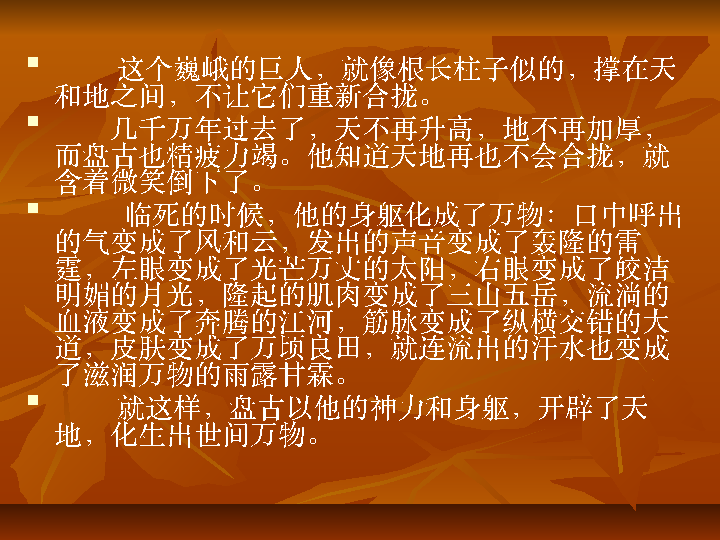 ▪ 这个巍峨的巨人，就像根长柱子似的，撑在天
和地之间，不让它们重新合拢。
▪ 几千万年过去了，天不再升高，地不再加厚，
而盘古也精疲力竭。他知道天地再也不会合拢，就
含着微笑倒下了。
▪ 临死的时候，他的身躯化成了万物：口中呼出
的气变成了风和云，发出的声音变成了轰隆的雷
霆，左眼变成了光芒万丈的太阳，右眼变成了皎洁
明媚的月光，隆起的肌肉变成了三山五岳，流淌的
血液变成了奔腾的江河，筋脉变成了纵横交错的大
道，皮肤变成了万顷良田，就连流出的汗水也变成
了滋润万物的雨露甘霖。
▪ 就这样，盘古以他的神力和身躯，开辟了天
地，化生出世间万物。